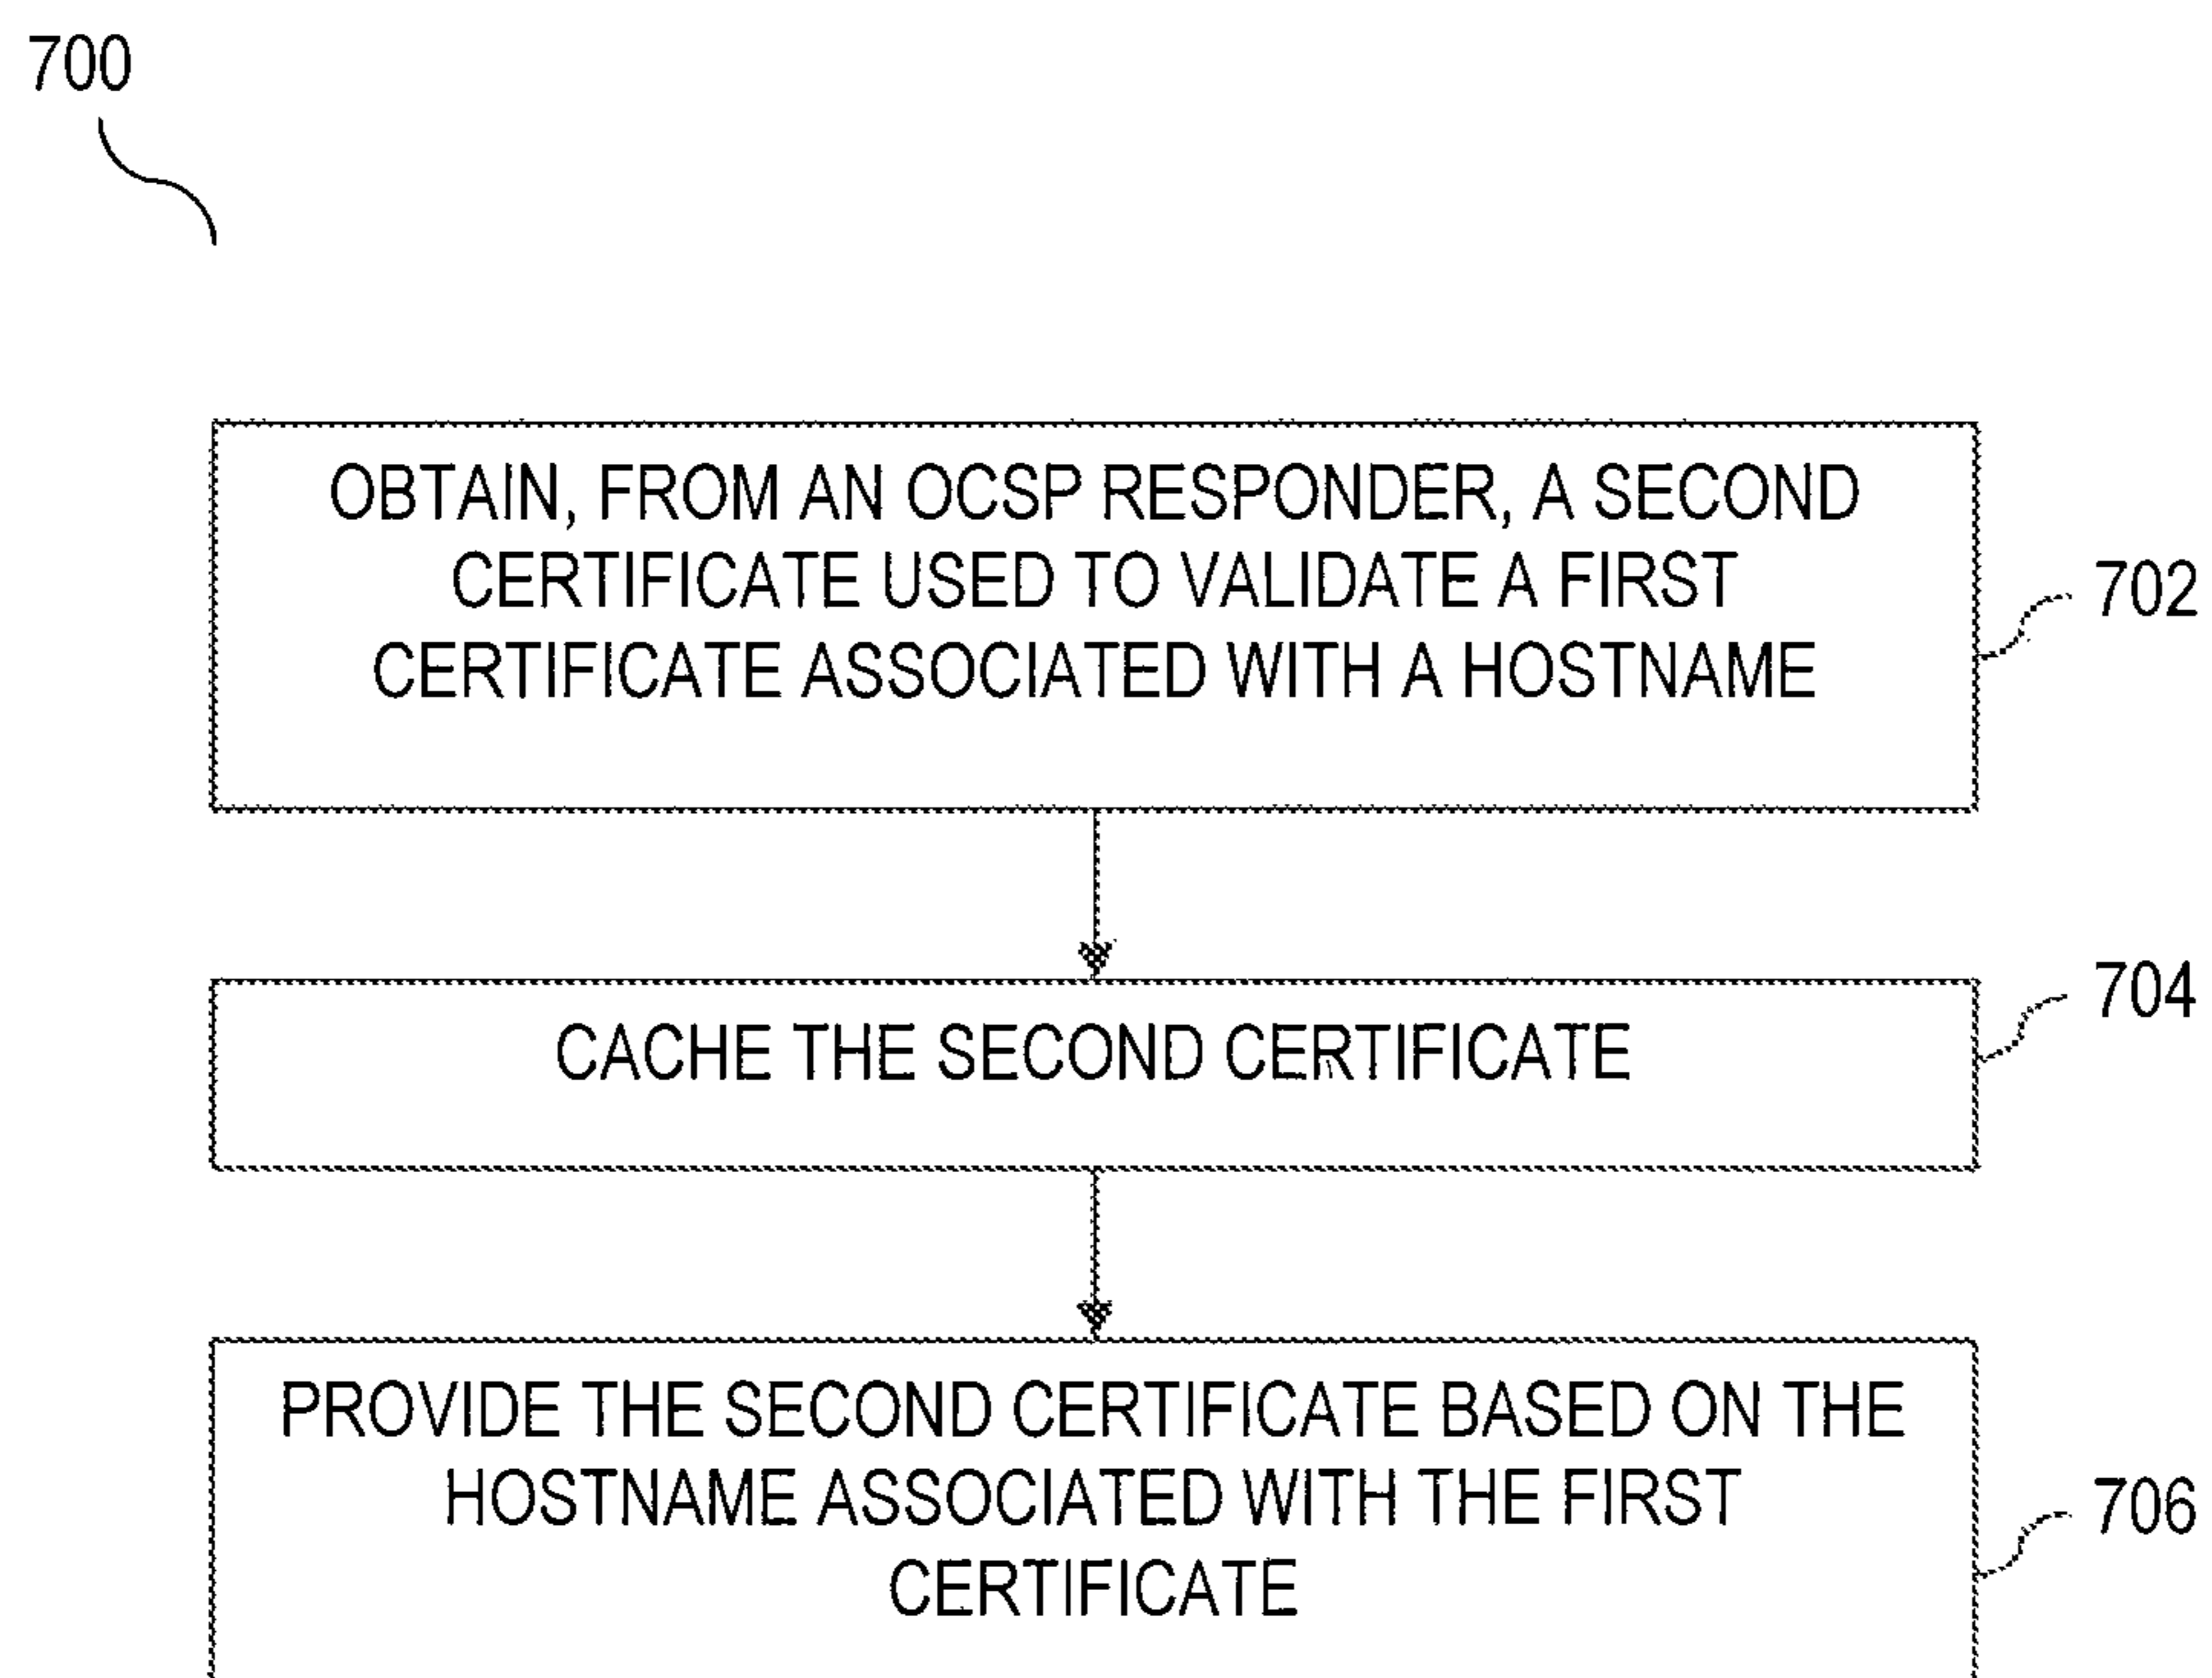 700
OBTAIN, FROM AN OCSP RESPONDER, A SECOND
CERTIFICATE USED TO VALIDATE A FIRST
CERTIFICATE ASSOCIATED WITH A HOSTNAME
702
CACHE THE SECOND CERTIFICATE
704
PROVIDE THE SECOND CERTIFICATE BASED ON THE
HOSTNAME ASSOCIATED WITH THE FIRST
CERTIFICATE
706